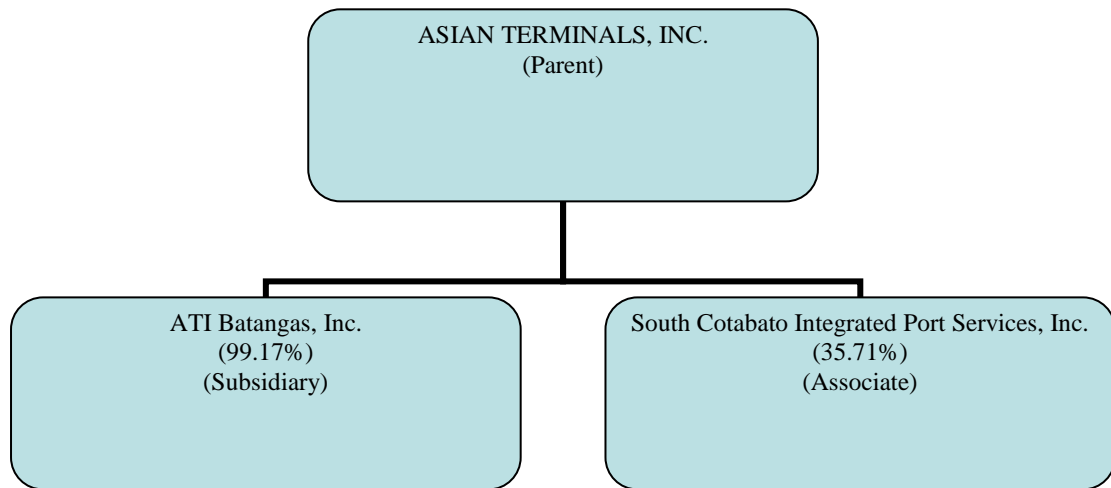 ASIAN TERMINALS, INC.
(Parent)
ATI Batangas, Inc.
(99.17%)
(Subsidiary)
South Cotabato Integrated Port Services, Inc.
(35.71%)
(Associate)